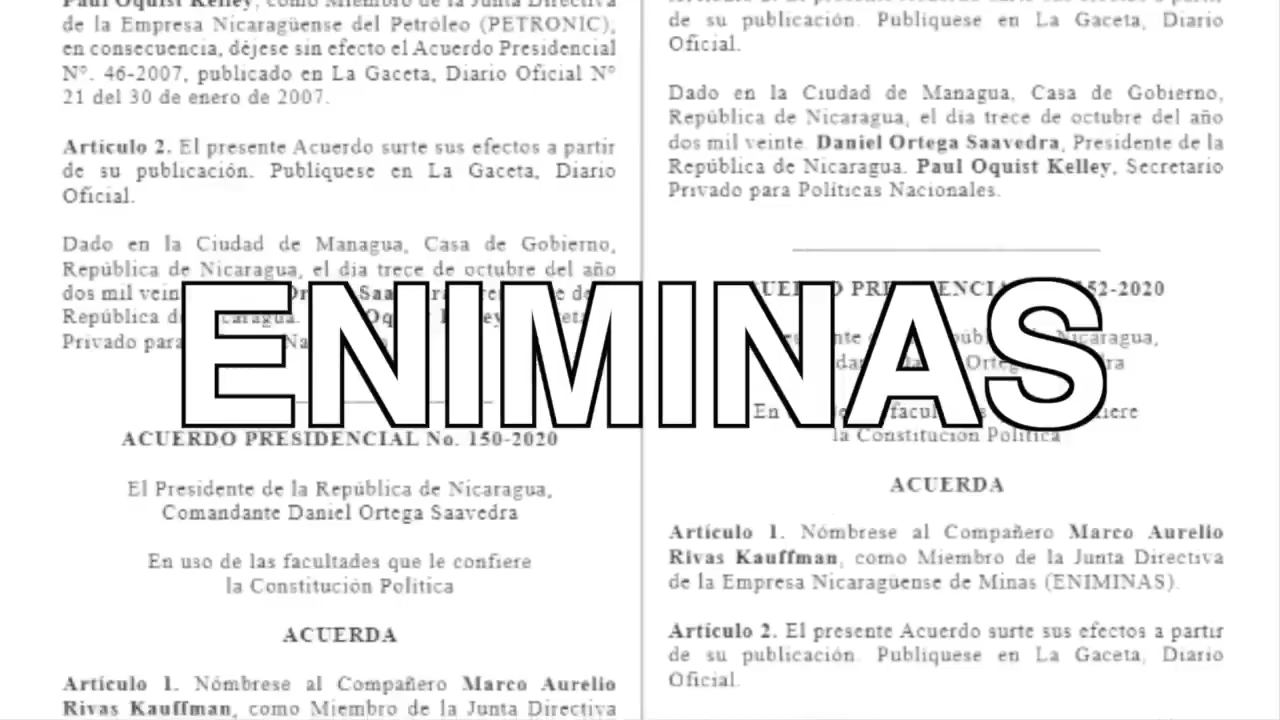 Paul Oquist Kelley, como Miembro de la Junta Directiva
de la Empresa Nicaragüense del Petróleo (PETRONIC),
en consecuencia, déjese sin efecto el Acuerdo Presidencial
N°. 46-2007, publicado en La Gaceta, Diario Oficial N°
21 del 30 de enero de 2007.
Artículo 2. El presente Acuerdo surte sus efectos a partir
de su publicación. Publíquese en La Gaceta, Diario
Oficial.
Dado en la Ciudad de Managua, Casa de Gobierno,
República de Nicaragua, el día trece de octubre del año
dos mil
República
Privado para
ACUERDO PRESIDENCIAL No. 150-2020
El Presidente de la República de Nicaragua,
Comandante Daniel Ortega Saavedra
En uso de las facultades que le confiere
la Constitución Política
ACUERDA
Artículo 1. Nómbrese al Compañero Marco Aurelio
Rivas Kauffman, como Miembro de la Junta Directiva
de su publicación. Publíquese en La Gaceta, Diario
Oficial.
Dado en la Ciudad de Managua, Casa de Gobierno,
República de Nicaragua, el día trece de octubre del año
dos mil veinte. Daniel Ortega Saavedra, Presidente de la
República de Nicaragua. Paul Oquist Kelley, Secretario
Privado para Políticas Nacionales.
152-2020
Nicaragua,
En
la Constitución Política
ACUERDA
Artículo 1. Nómbrese al Compañero Marco Aurelio
Rivas Kauffman, como Miembro de la Junta Directiva
de la Empresa Nicaragüense de Minas (ENIMINAS).
Artículo 2. El presente Acuerdo surte sus efectos a partir
de su publicación. Publíquese en La Gaceta, Diario
Oficial.
ENIMINAS